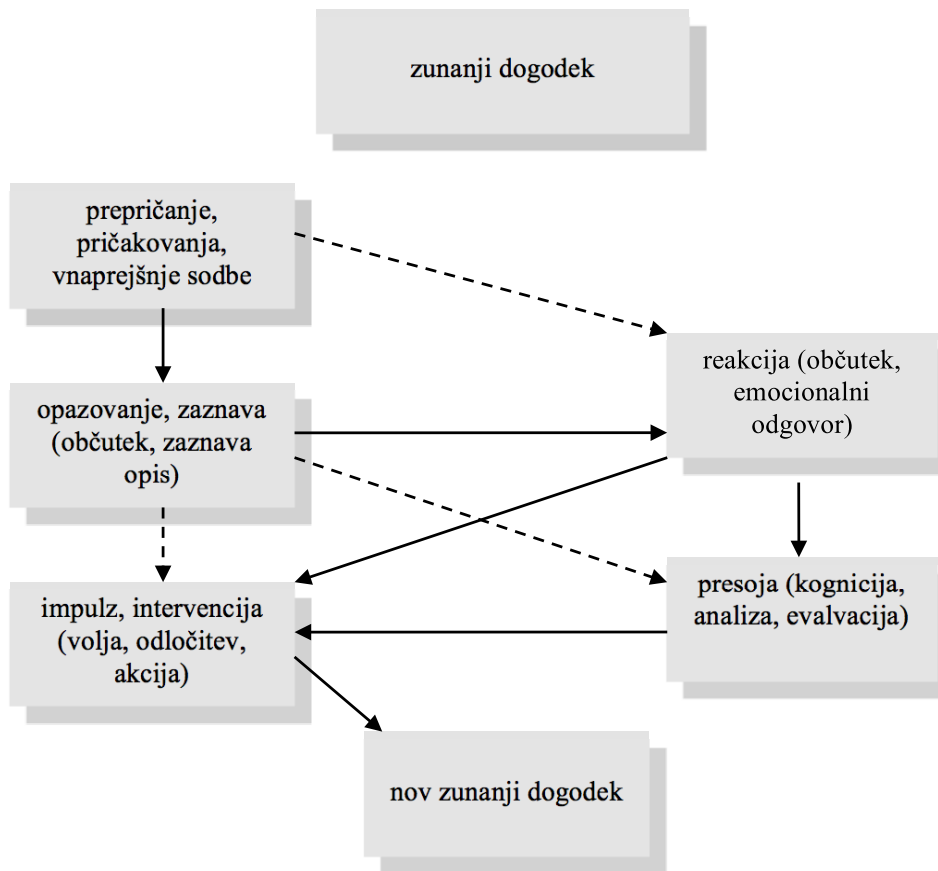 zunanji dogodek
prepričanje,
pričakovanja,
vnaprejšnje sodbe
reakcija (občutek,
emocionalni
odgovor)
opazovanje, zaznava
(občutek, zaznava
opis)
impulz, intervencija
(volja, odločitev,
akcija)
presoja (kognicija,
analiza, evalvacija)
nov zunanji dogodek